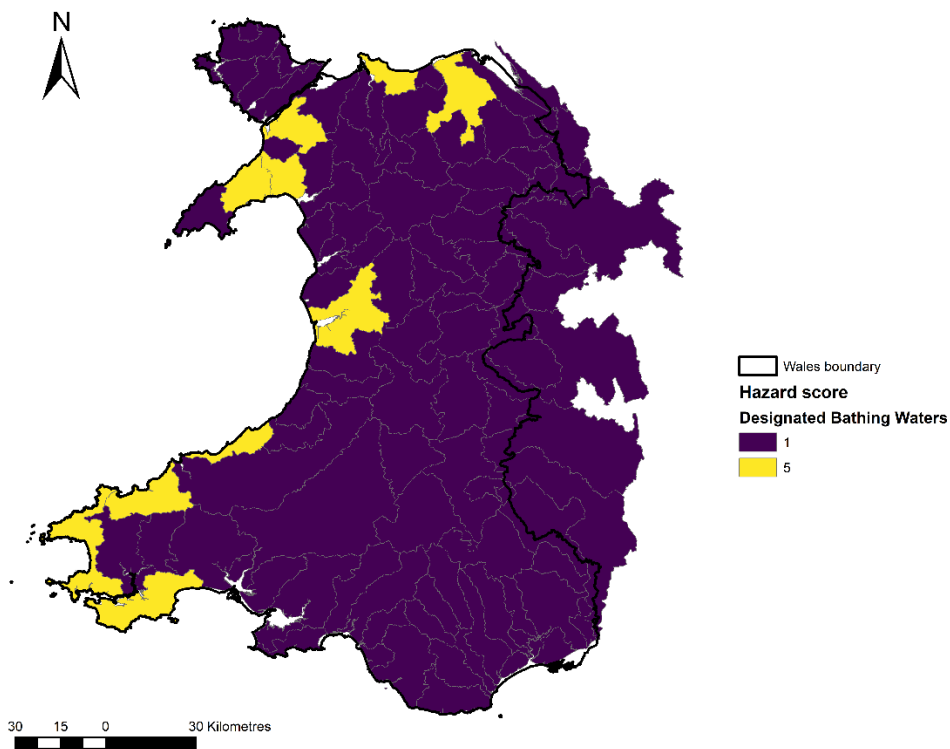 N
Wales boundary
Hazard score
Designated Bathing Waters
1
5
30 15 0 30 Kilometres